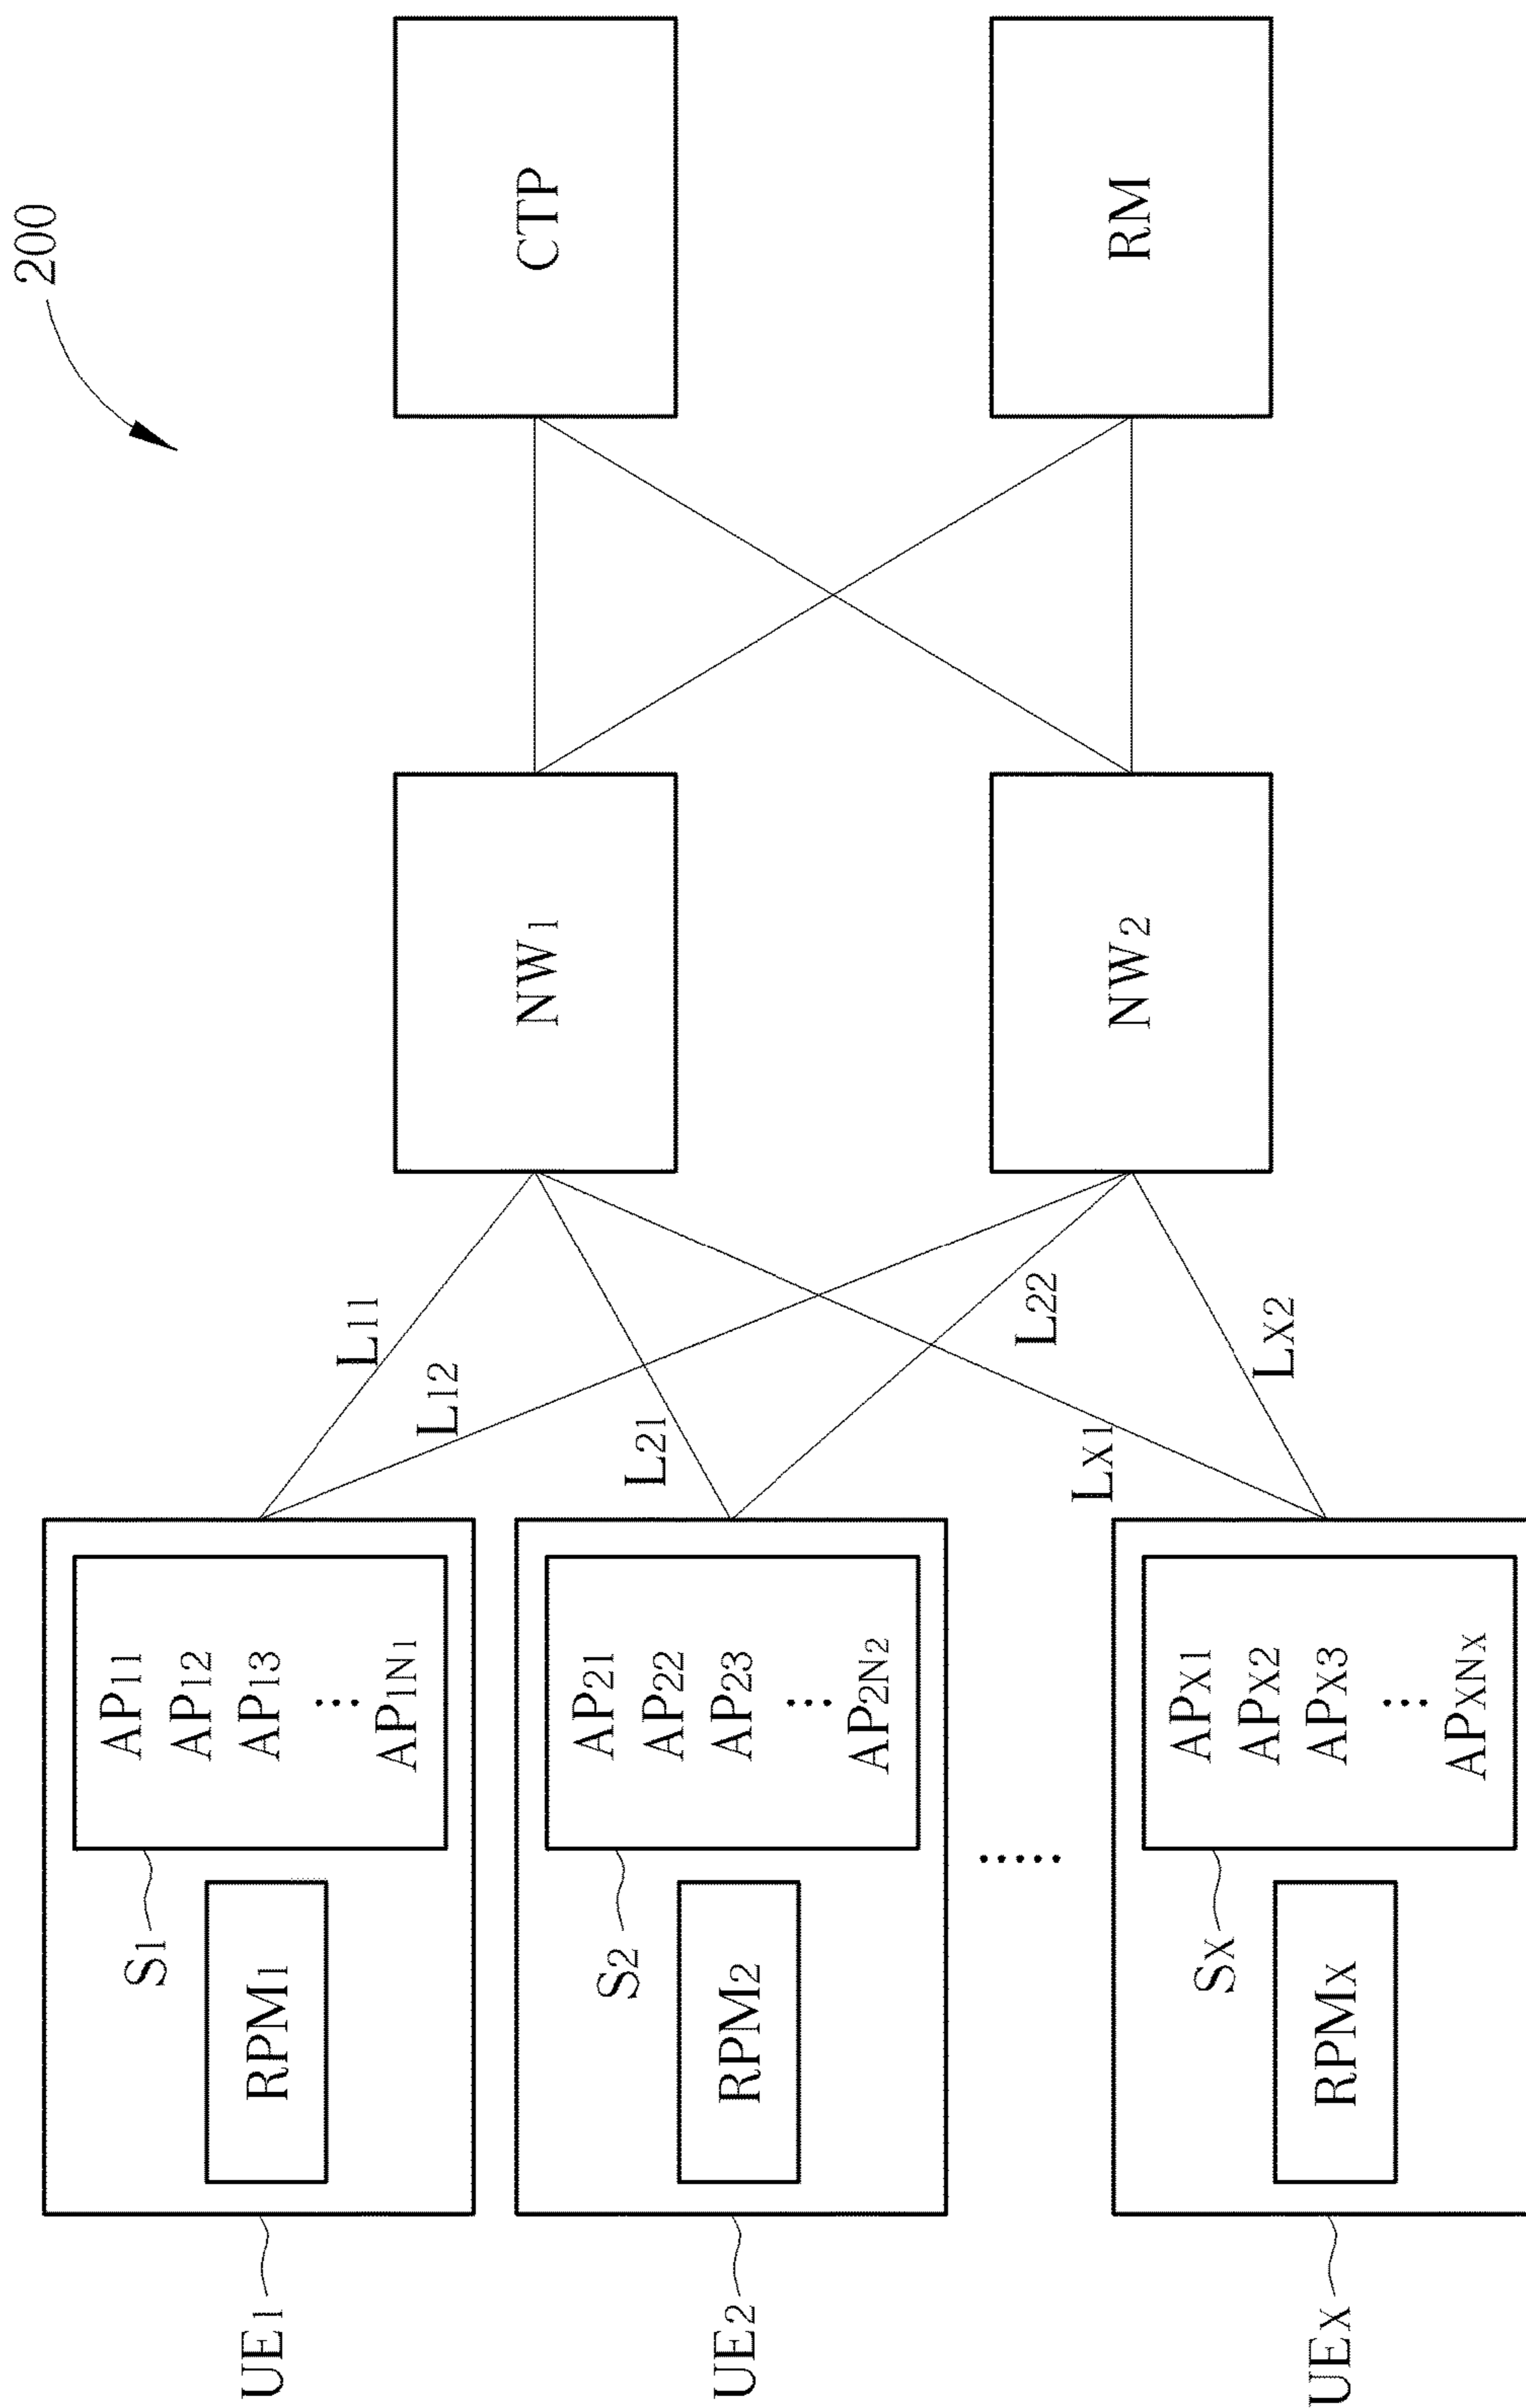 200
UE₁
RPM₁
S₁
AP₁₁
AP₁₂
AP₁₃
⋮
AP₁N₁
UE₂
RPM₂
S₂
AP₂₁
AP₂₂
AP₂₃
⋮
AP₂N₂
.....
UEX
RPMX
SX
APX1
APX2
APX3
⋮
APXNX
L₁₁
L₁₂
L₂₁
L₂₂
LX1
LX2
NW₁
NW₂
CTP
RM